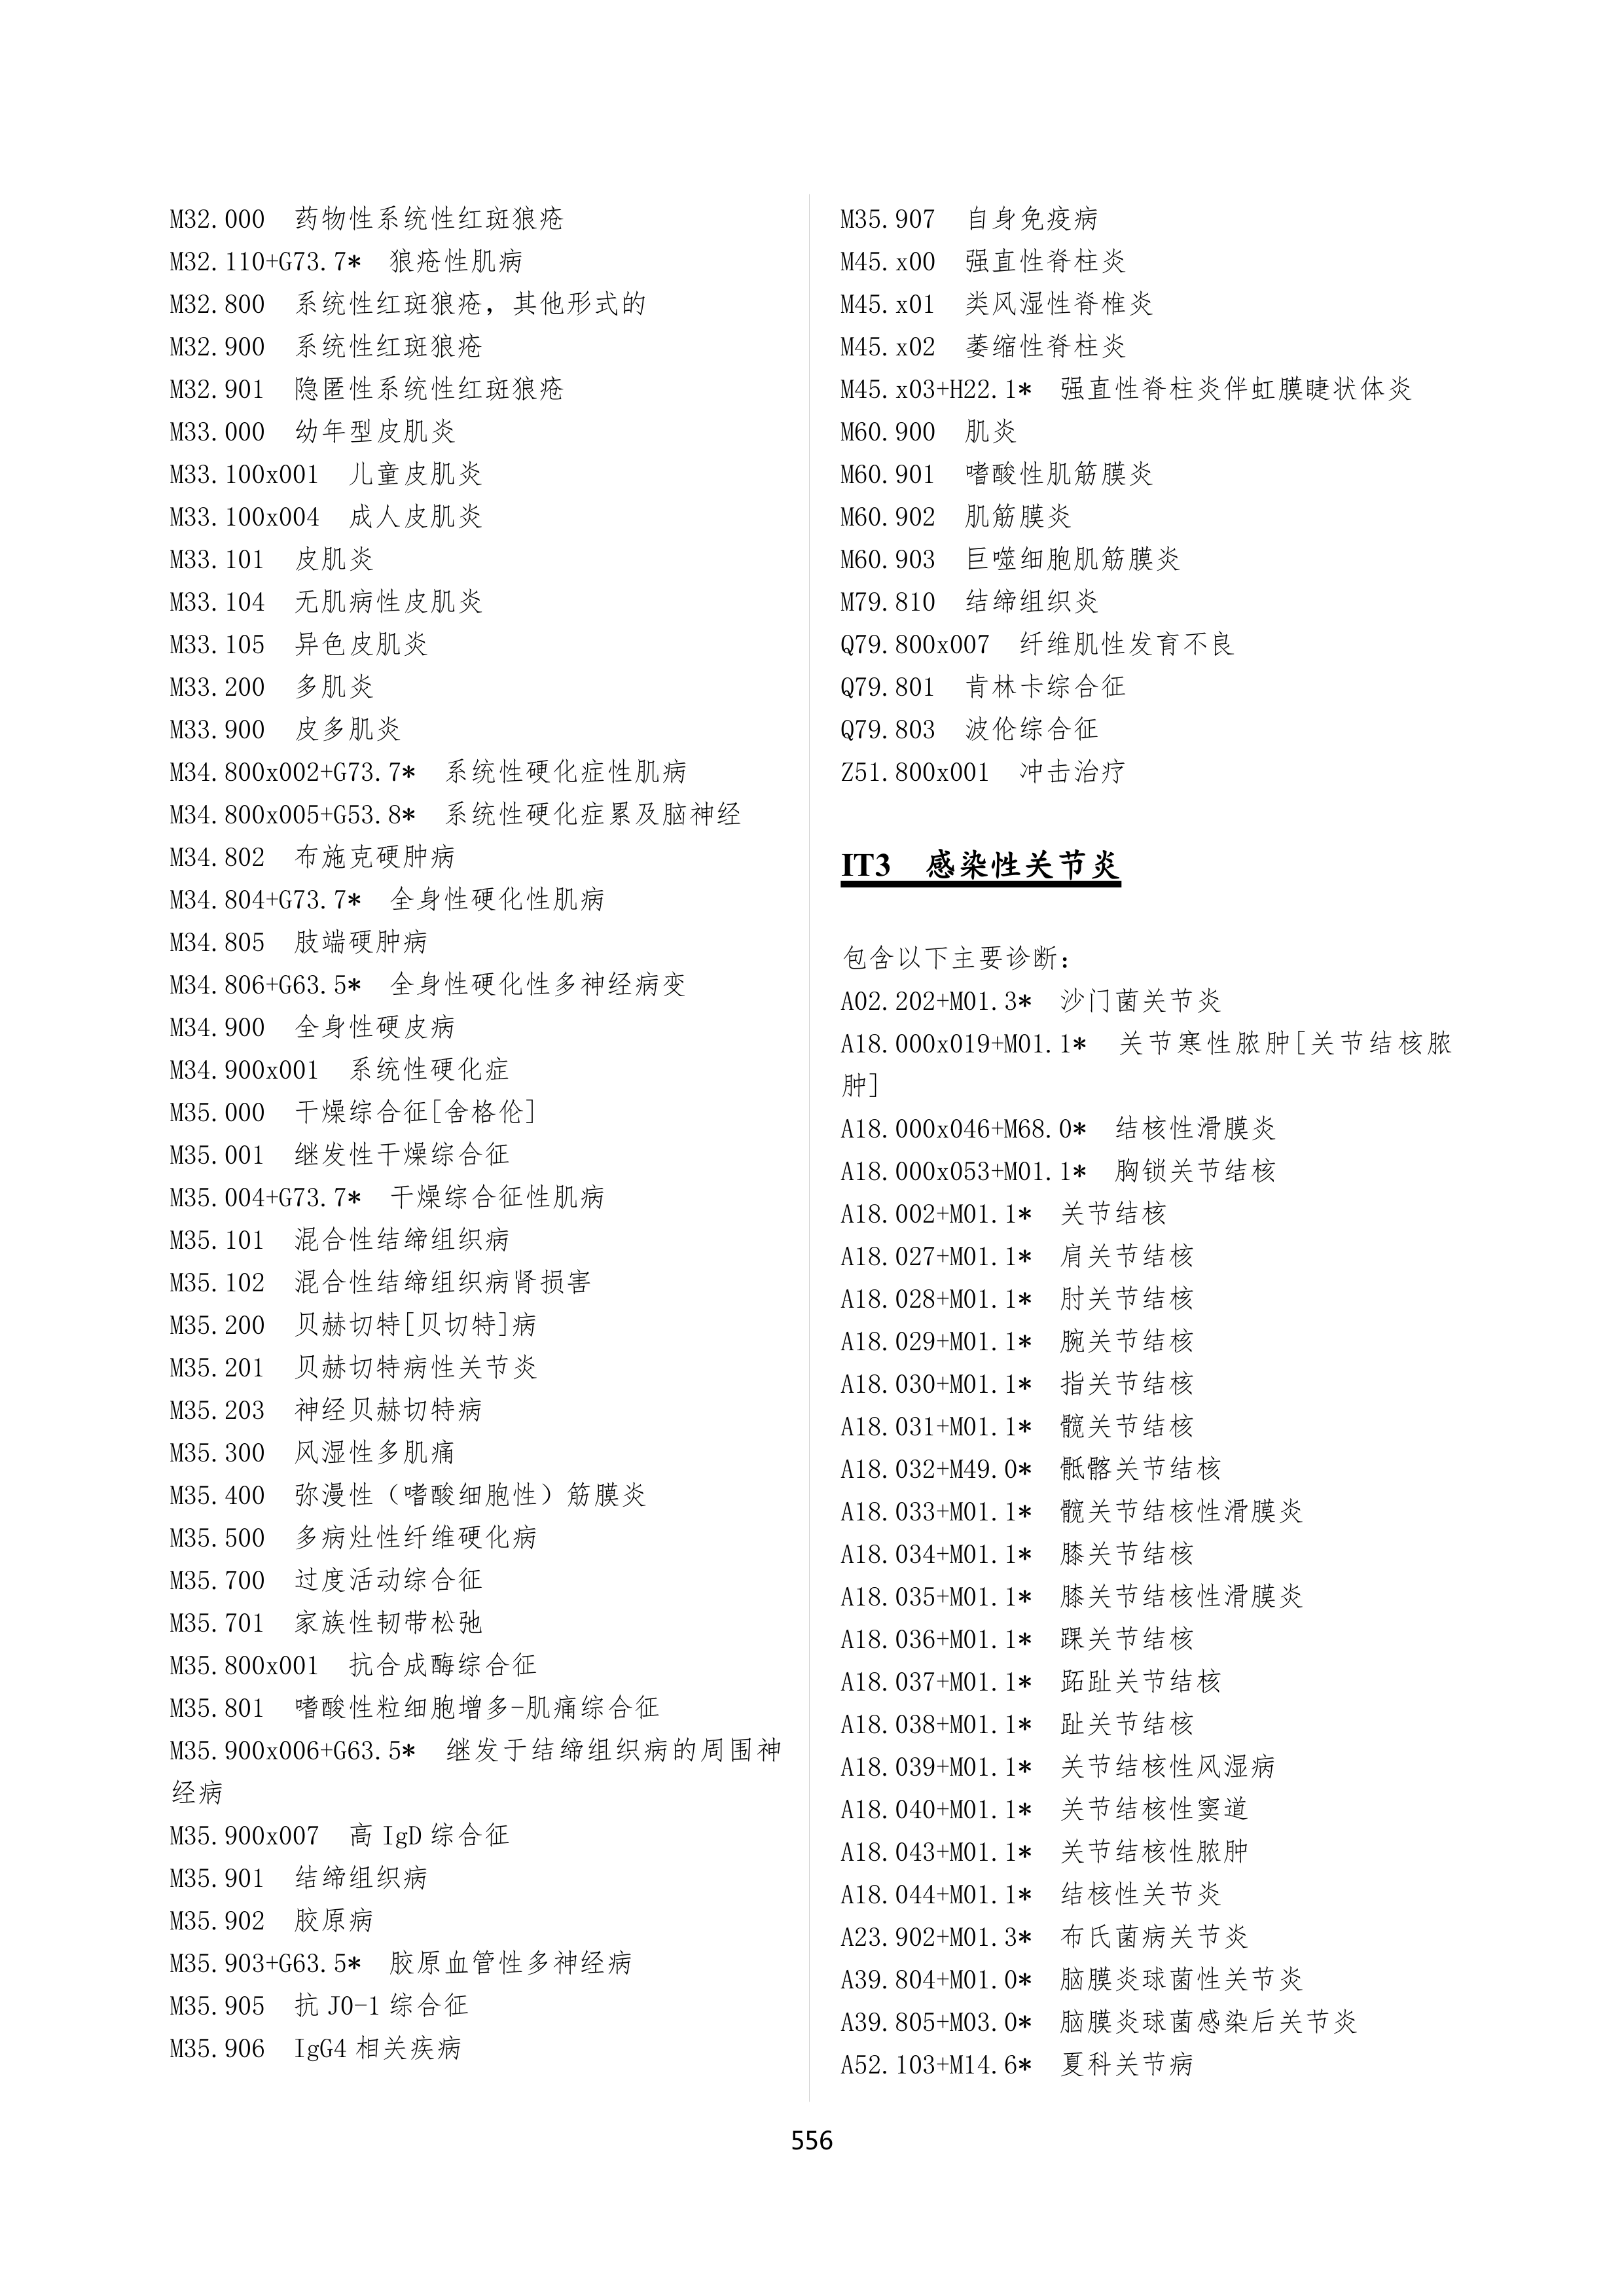 M32.000 药物性系统性红斑狼疮
M32.110+G73.7* 狼疮性肌病
M32.800 系统性红斑狼疮，其他形式的
M32.900 系统性红斑狼疮
M32.901 隐匿性系统性红斑狼疮
M33.000 幼年型皮肌炎
M33.100x001 儿童皮肌炎
M33.100x004 成人皮肌炎
M33.101 皮肌炎
M33.104 无肌病性皮肌炎
M33.105 异色皮肌炎
M33.200 多肌炎
M33.900 皮多肌炎
M34.800x002+G73.7* 系统性硬化症性肌病
M34.800x005+G53.8* 系统性硬化症累及脑神经
M34.802 布施克硬肿病
M34.804+G73.7* 全身性硬化性肌病
M34.805 肢端硬肿病
M34.806+G63.5* 全身性硬化性多神经病变
M34.900 全身性硬皮病
M34.900x001 系统性硬化症
M35.000 干燥综合征[舍格伦]
M35.001 继发性干燥综合征
M35.004+G73.7* 干燥综合征性肌病
M35.101 混合性结缔组织病
M35.102 混合性结缔组织病肾损害
M35.200 贝赫切特[贝切特]病
M35.201 贝赫切特病性关节炎
M35.203 神经贝赫切特病
M35.300 风湿性多肌痛
M35.400 弥漫性（嗜酸细胞性）筋膜炎
M35.500 多病灶性纤维硬化病
M35.700 过度活动综合征
M35.701 家族性韧带松弛
M35.800x001 抗合成酶综合征
M35.801 嗜酸性粒细胞增多-肌痛综合征
M35.900x006+G63.5* 继发于结缔组织病的周围神
经病
M35.900x007 高 IgD 综合征
M35.901 结缔组织病
M35.902 胶原病
M35.903+G63.5* 胶原血管性多神经病
M35.905 抗 JO-1 综合征
M35.906 IgG4 相关疾病
M35.907 自身免疫病
M45.x00 强直性脊柱炎
M45.x01 类风湿性脊椎炎
M45.x02 萎缩性脊柱炎
M45.x03+H22.1* 强直性脊柱炎伴虹膜睫状体炎
M60.900 肌炎
M60.901 嗜酸性肌筋膜炎
M60.902 肌筋膜炎
M60.903 巨噬细胞肌筋膜炎
M79.810 结缔组织炎
Q79.800x007 纤维肌性发育不良
Q79.801 肯林卡综合征
Q79.803 波伦综合征
Z51.800x001 冲击治疗
IT3 感染性关节炎
包含以下主要诊断：
A02.202+M01.3* 沙门菌关节炎
A18.000x019+M01.1* 关节寒性脓肿[关节结核脓
肿]
A18.000x046+M68.0* 结核性滑膜炎
A18.000x053+M01.1* 胸锁关节结核
A18.002+M01.1* 关节结核
A18.027+M01.1* 肩关节结核
A18.028+M01.1* 肘关节结核
A18.029+M01.1* 腕关节结核
A18.030+M01.1* 指关节结核
A18.031+M01.1* 髋关节结核
A18.032+M49.0* 骶髂关节结核
A18.033+M01.1* 髋关节结核性滑膜炎
A18.034+M01.1* 膝关节结核
A18.035+M01.1* 膝关节结核性滑膜炎
A18.036+M01.1* 踝关节结核
A18.037+M01.1* 跖趾关节结核
A18.038+M01.1* 趾关节结核
A18.039+M01.1* 关节结核性风湿病
A18.040+M01.1* 关节结核性窦道
A18.043+M01.1* 关节结核性脓肿
A18.044+M01.1* 结核性关节炎
A23.902+M01.3* 布氏菌病关节炎
A39.804+M01.0* 脑膜炎球菌性关节炎
A39.805+M03.0* 脑膜炎球菌感染后关节炎
A52.103+M14.6* 夏科关节病
556